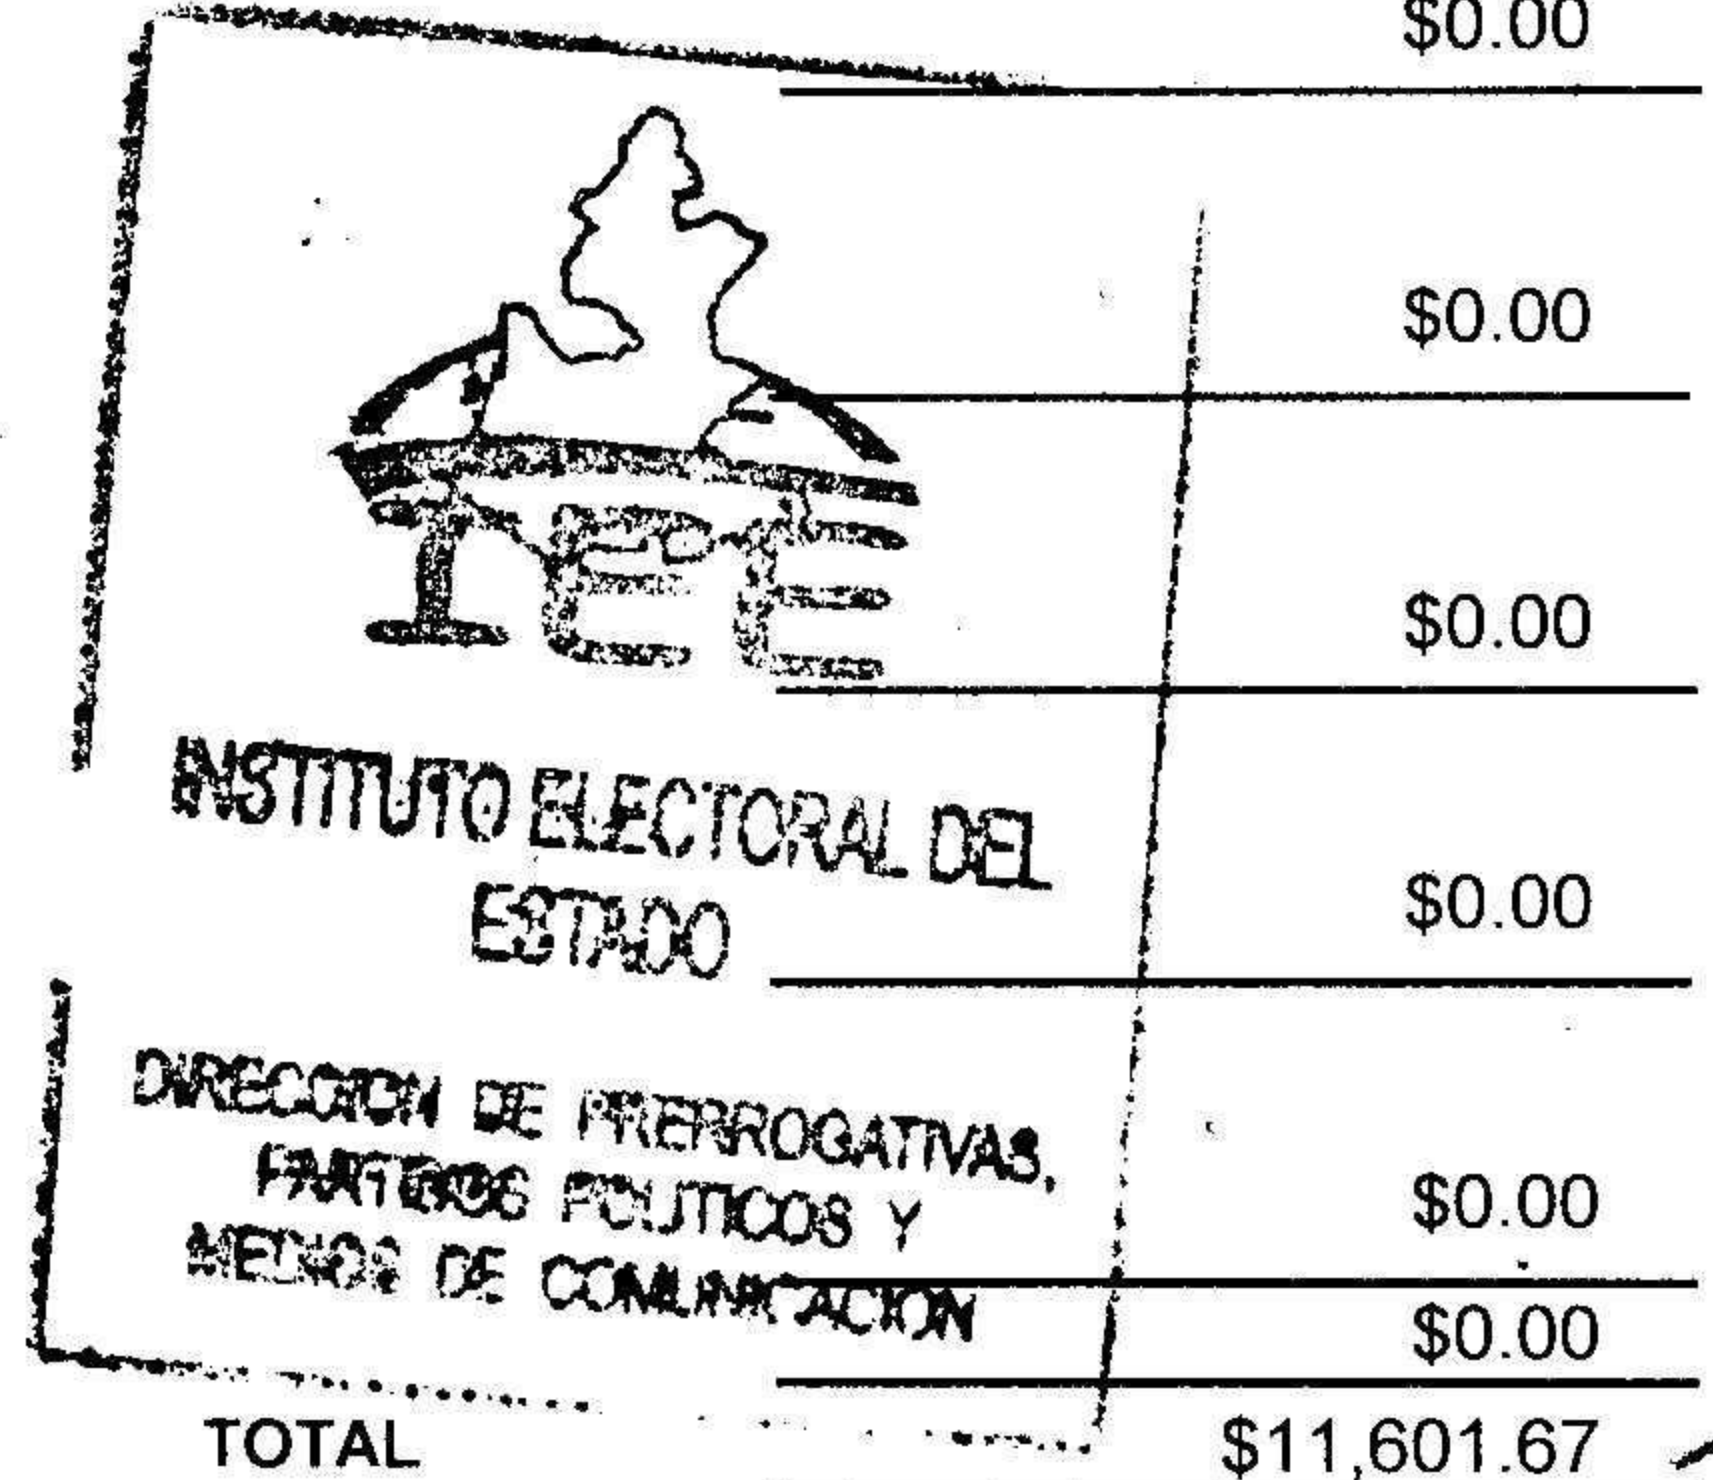 $0.00
$0.00
IEE
$0.00
INSTITUTO ELECTORAL DEL
ESTADO
$0.00
DIRECCION DE PRERROGATIVAS,
PARTIDOS POLITICOS Y
MEDIOS DE COMUNICACION
$0.00
$0.00
TOTAL $11,601.67